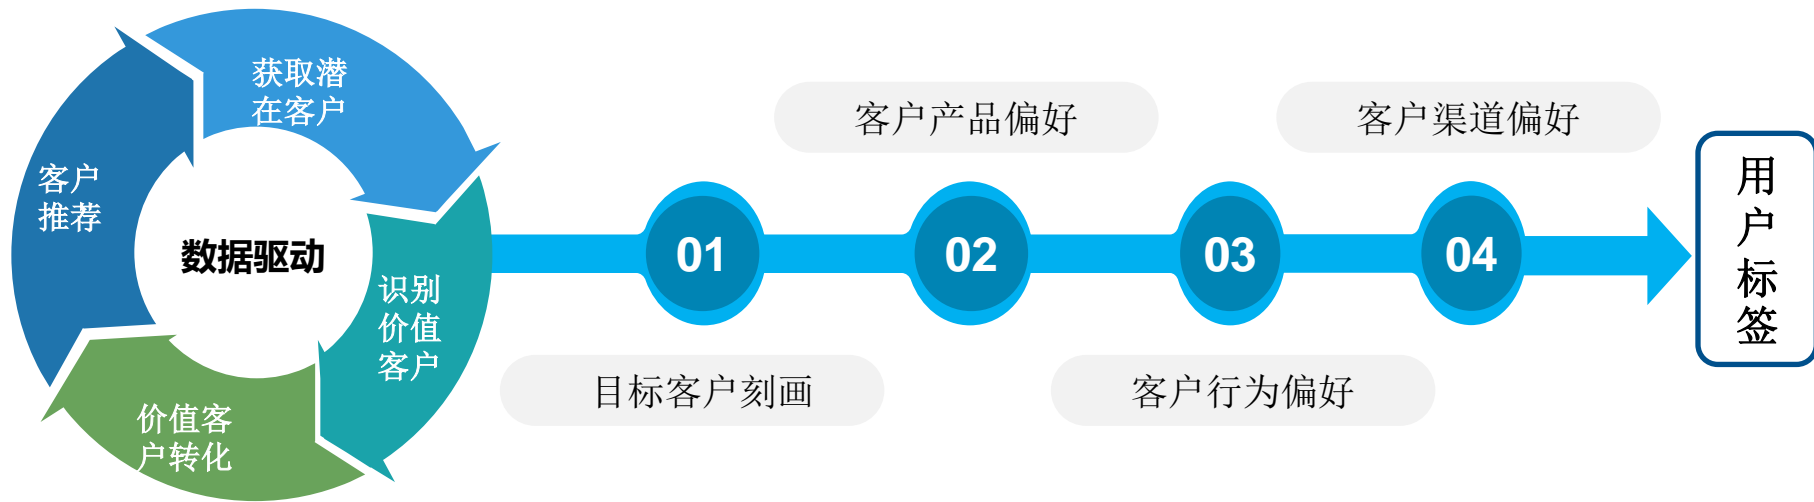 获取潜
在客户
客户
推荐
数据驱动
识别
价值
客户
价值客
户转化
客户产品偏好
客户渠道偏好
01
02
03
04
目标客户刻画
客户行为偏好
用
户
标
签